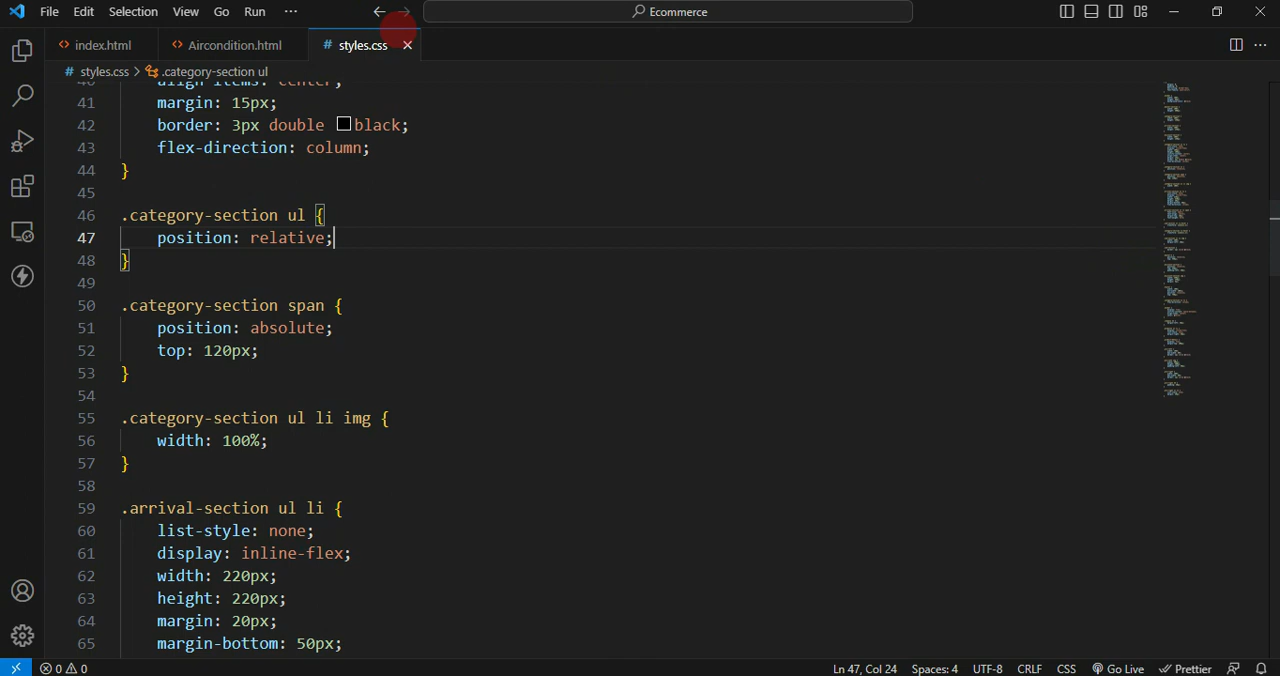 File Edit Selection View Go Run ··· Ecommerce
index.html Aircondition.html # styles.css
# styles.css > .category-section ul
40 align-items: center;
41 margin: 15px;
42 border: 3px double black;
43 flex-direction: column;
44 }
45
46 .category-section ul {
47 position: relative;
48 }
49
50 .category-section span {
51 position: absolute;
52 top: 120px;
53 }
54
55 .category-section ul li img {
56 width: 100%;
57 }
58
59 .arrival-section ul li {
60 list-style: none;
61 display: inline-flex;
62 width: 220px;
63 height: 220px;
64 margin: 20px;
65 margin-bottom: 50px;
0 0 Ln 47, Col 24 Spaces: 4 UTF-8 CRLF CSS Go Live Prettier